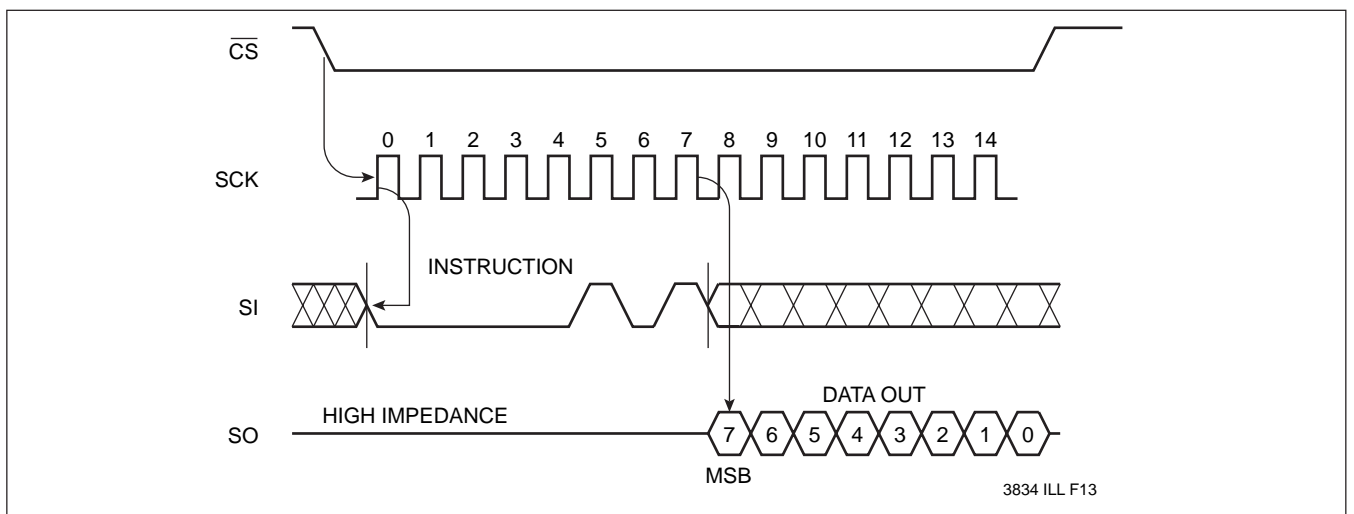 CS
0 1 2 3 4 5 6 7 8 9 10 11 12 13 14
SCK
INSTRUCTION
SI
DATA OUT
HIGH IMPEDANCE
SO
7 6 5 4 3 2 1 0
MSB
3834 ILL F13